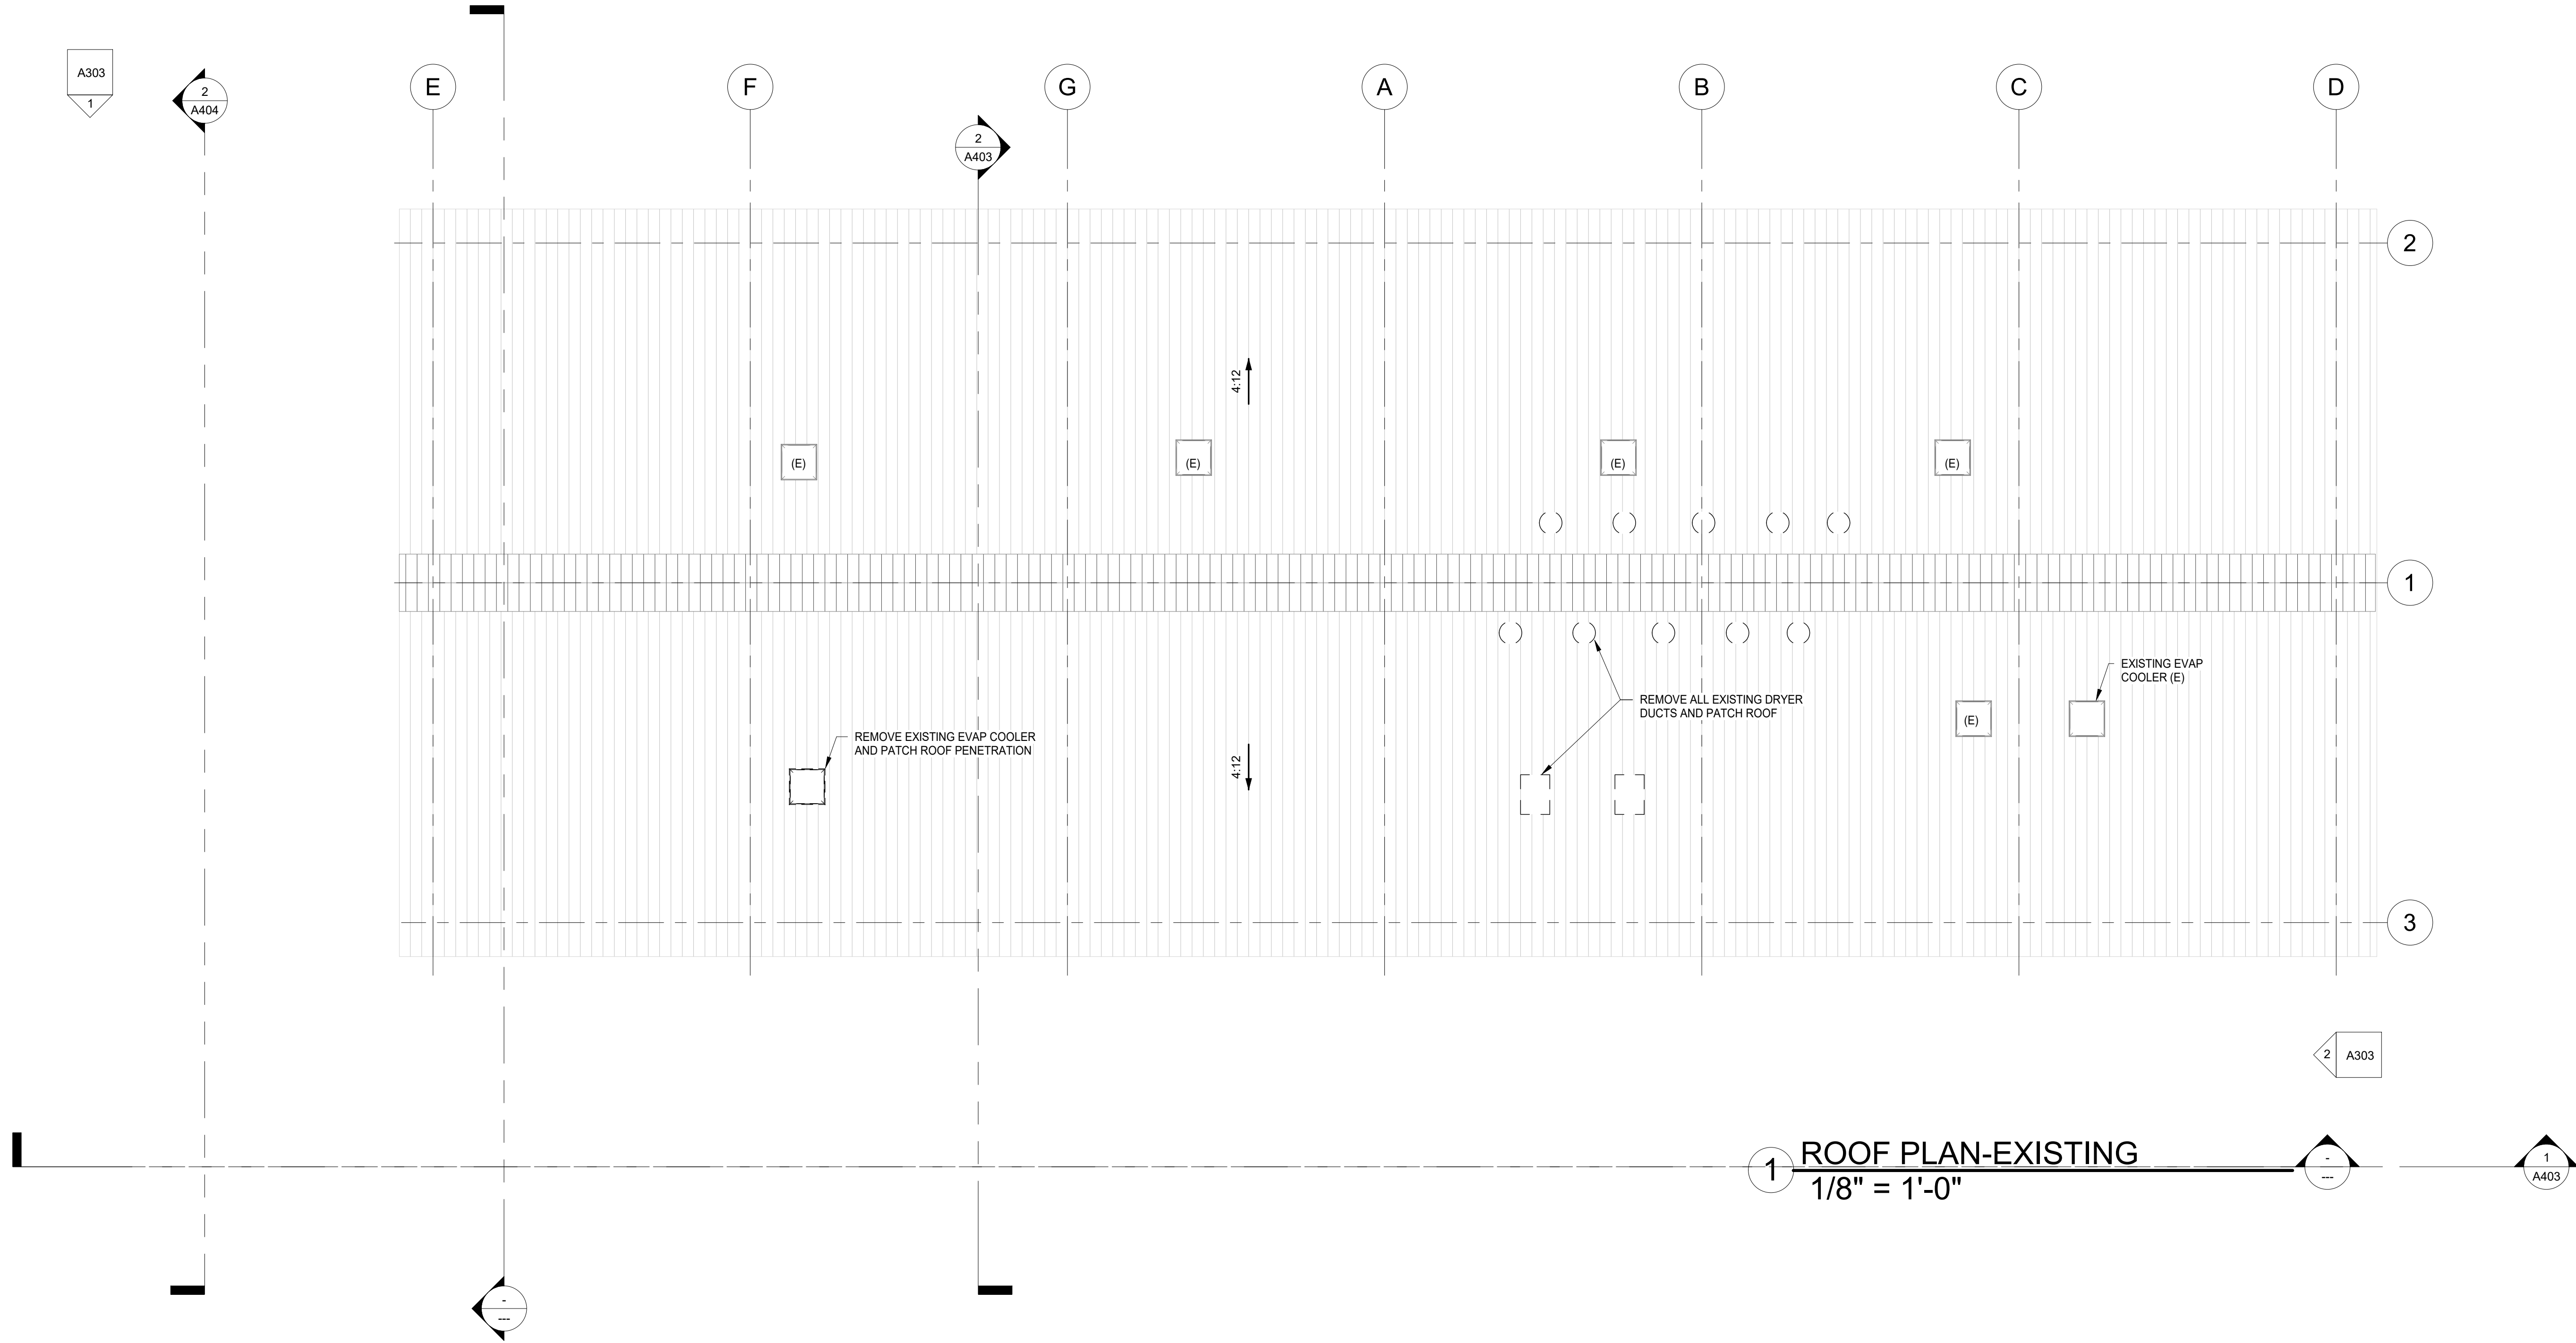 A303
1
2
A404
E
F
G
A
B
C
D
2
A403
2
4:12
(E)
(E)
(E)
(E)
1
EXISTING EVAP
COOLER (E)
REMOVE ALL EXISTING DRYER
DUCTS AND PATCH ROOF
(E)
REMOVE EXISTING EVAP COOLER
AND PATCH ROOF PENETRATION
4:12
3
2
A303
1
ROOF PLAN-EXISTING
1/8" = 1'-0"
-
---
1
A403
-
---